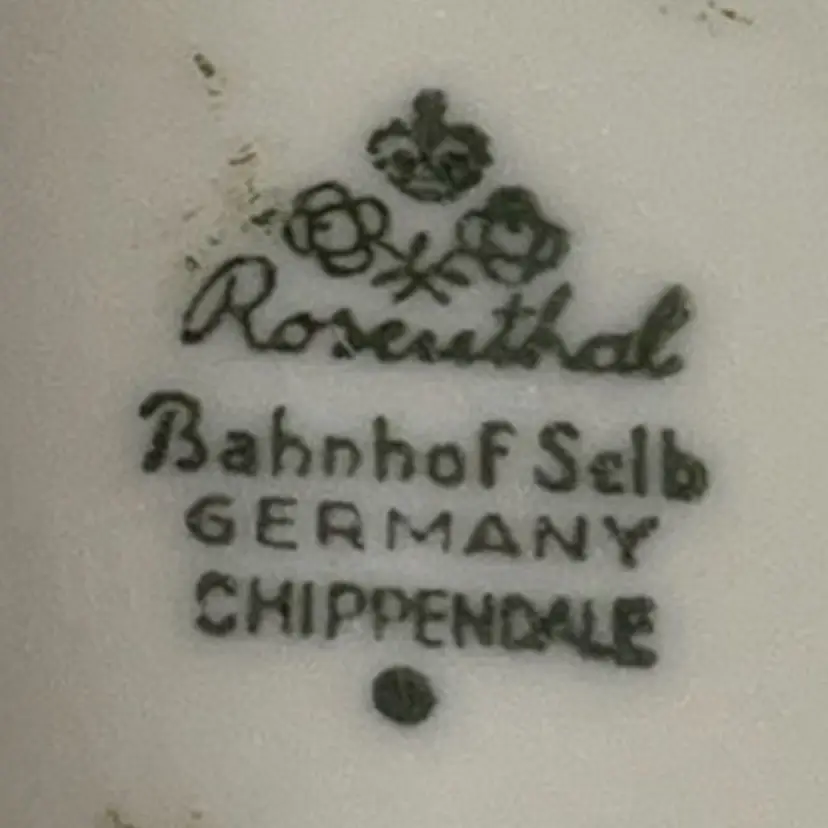 Rosenthal
Bahnhof Selb
GERMANY
CHIPPENDALE